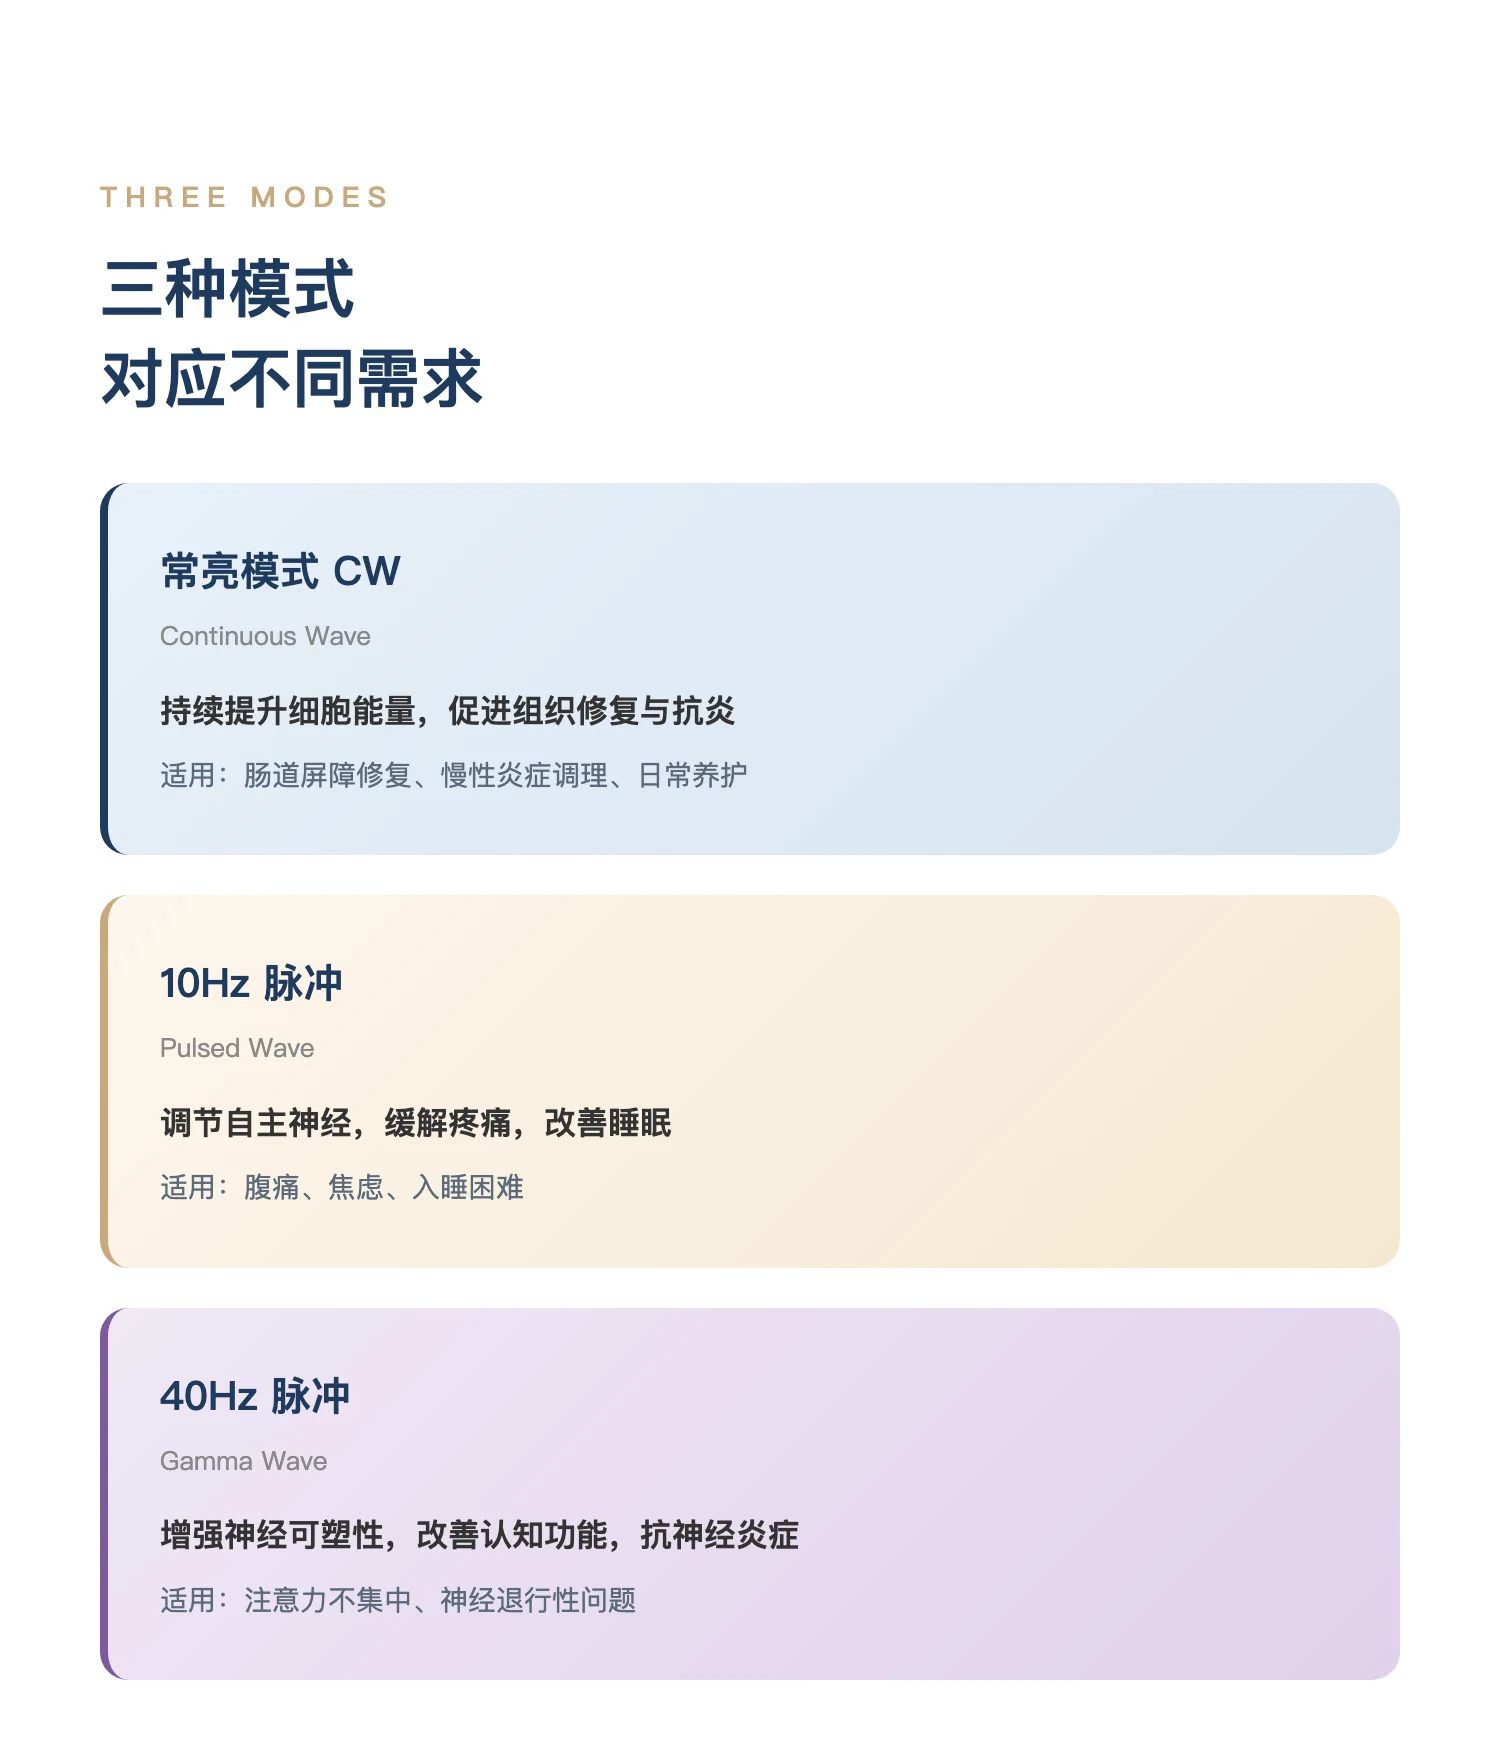 THREE MODES
三种模式
对应不同需求
常亮模式 CW
Continuous Wave
持续提升细胞能量，促进组织修复与抗炎
适用：肠道屏障修复、慢性炎症调理、日常养护
10Hz 脉冲
Pulsed Wave
调节自主神经，缓解疼痛，改善睡眠
适用：腹痛、焦虑、入睡困难
40Hz 脉冲
Gamma Wave
增强神经可塑性，改善认知功能，抗神经炎症
适用：注意力不集中、神经退行性问题